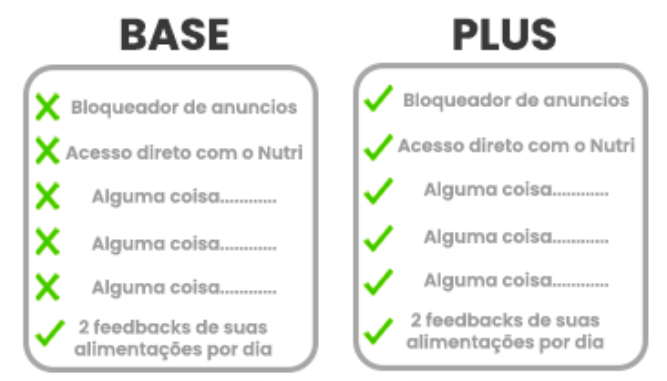 BASE
Bloqueador de anuncios
Acesso direto com o Nutri
Alguma coisa............
Alguma coisa............
Alguma coisa............
2 feedbacks de suas
alimentações por dia
PLUS
Bloqueador de anuncios
Acesso direto com o Nutri
Alguma coisa............
Alguma coisa............
Alguma coisa............
2 feedbacks de suas
alimentações por dia